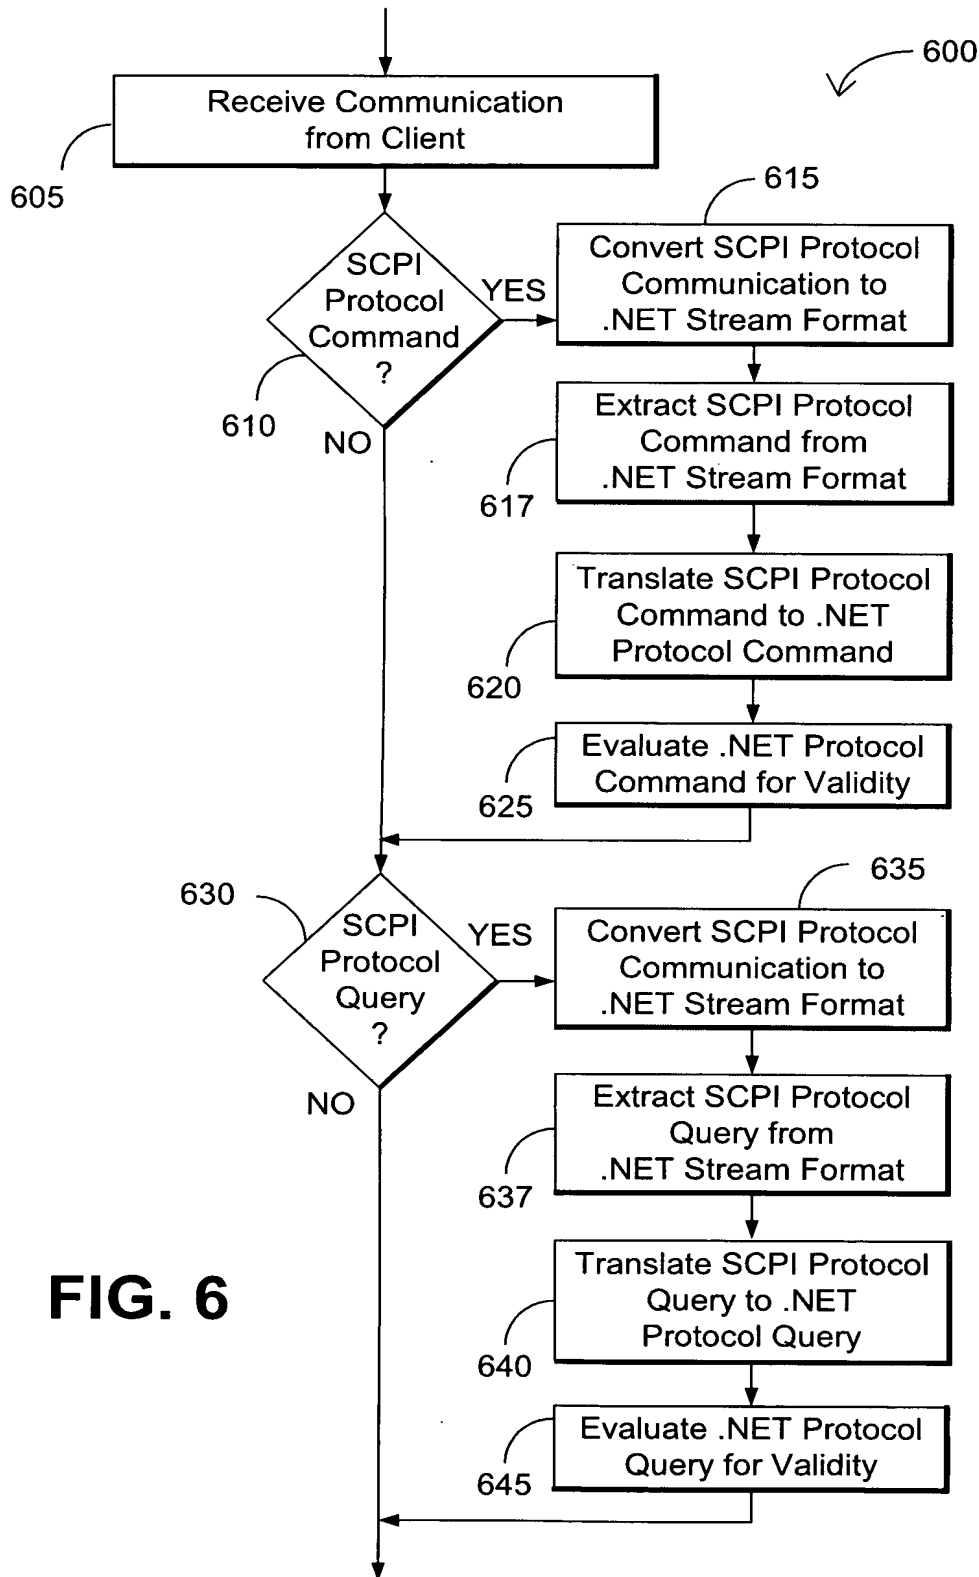 600
Receive Communication
from Client
605
615
SCPI
Protocol
Command
?
YES
610
NO
Convert SCPI Protocol
Communication to
.NET Stream Format
Extract SCPI Protocol
Command from
.NET Stream Format
617
Translate SCPI Protocol
Command to .NET
Protocol Command
620
Evaluate .NET Protocol
Command for Validity
625
630
635
SCPI
Protocol
Query
?
YES
NO
Convert SCPI Protocol
Communication to
.NET Stream Format
Extract SCPI Protocol
Query from
.NET Stream Format
637
Translate SCPI Protocol
Query to .NET
Protocol Query
640
Evaluate .NET Protocol
Query for Validity
645
FIG. 6